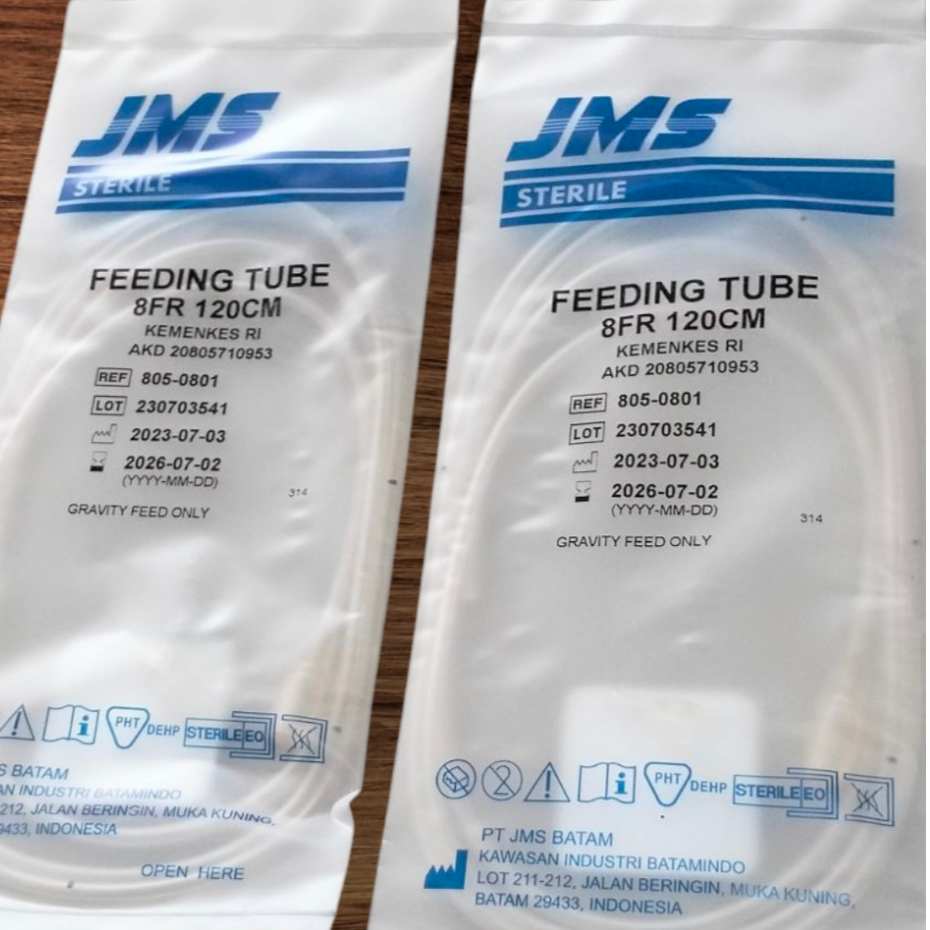 JMS
STERILE
FEEDING TUBE
8FR 120CM
KEMENKES RI
AKD 20805710953
REF 805-0801
LOT 230703541
2023-07-03
2026-07-02
(YYYY-MM-DD)
314
GRAVITY FEED ONLY
PHT DEHP STERILE EO
S BATAM
AN INDUSTRI BATAMINDO
-212, JALAN BERINGIN, MUKA KUNING,
9433, INDONESIA
OPEN HERE
JMS
STERILE
FEEDING TUBE
8FR 120CM
KEMENKES RI
AKD 20805710953
REF 805-0801
LOT 230703541
2023-07-03
2026-07-02
(YYYY-MM-DD)
314
GRAVITY FEED ONLY
PHT DEHP STERILE EO
PT JMS BATAM
KAWASAN INDUSTRI BATAMINDO
LOT 211-212, JALAN BERINGIN, MUKA KUNING,
BATAM 29433, INDONESIA